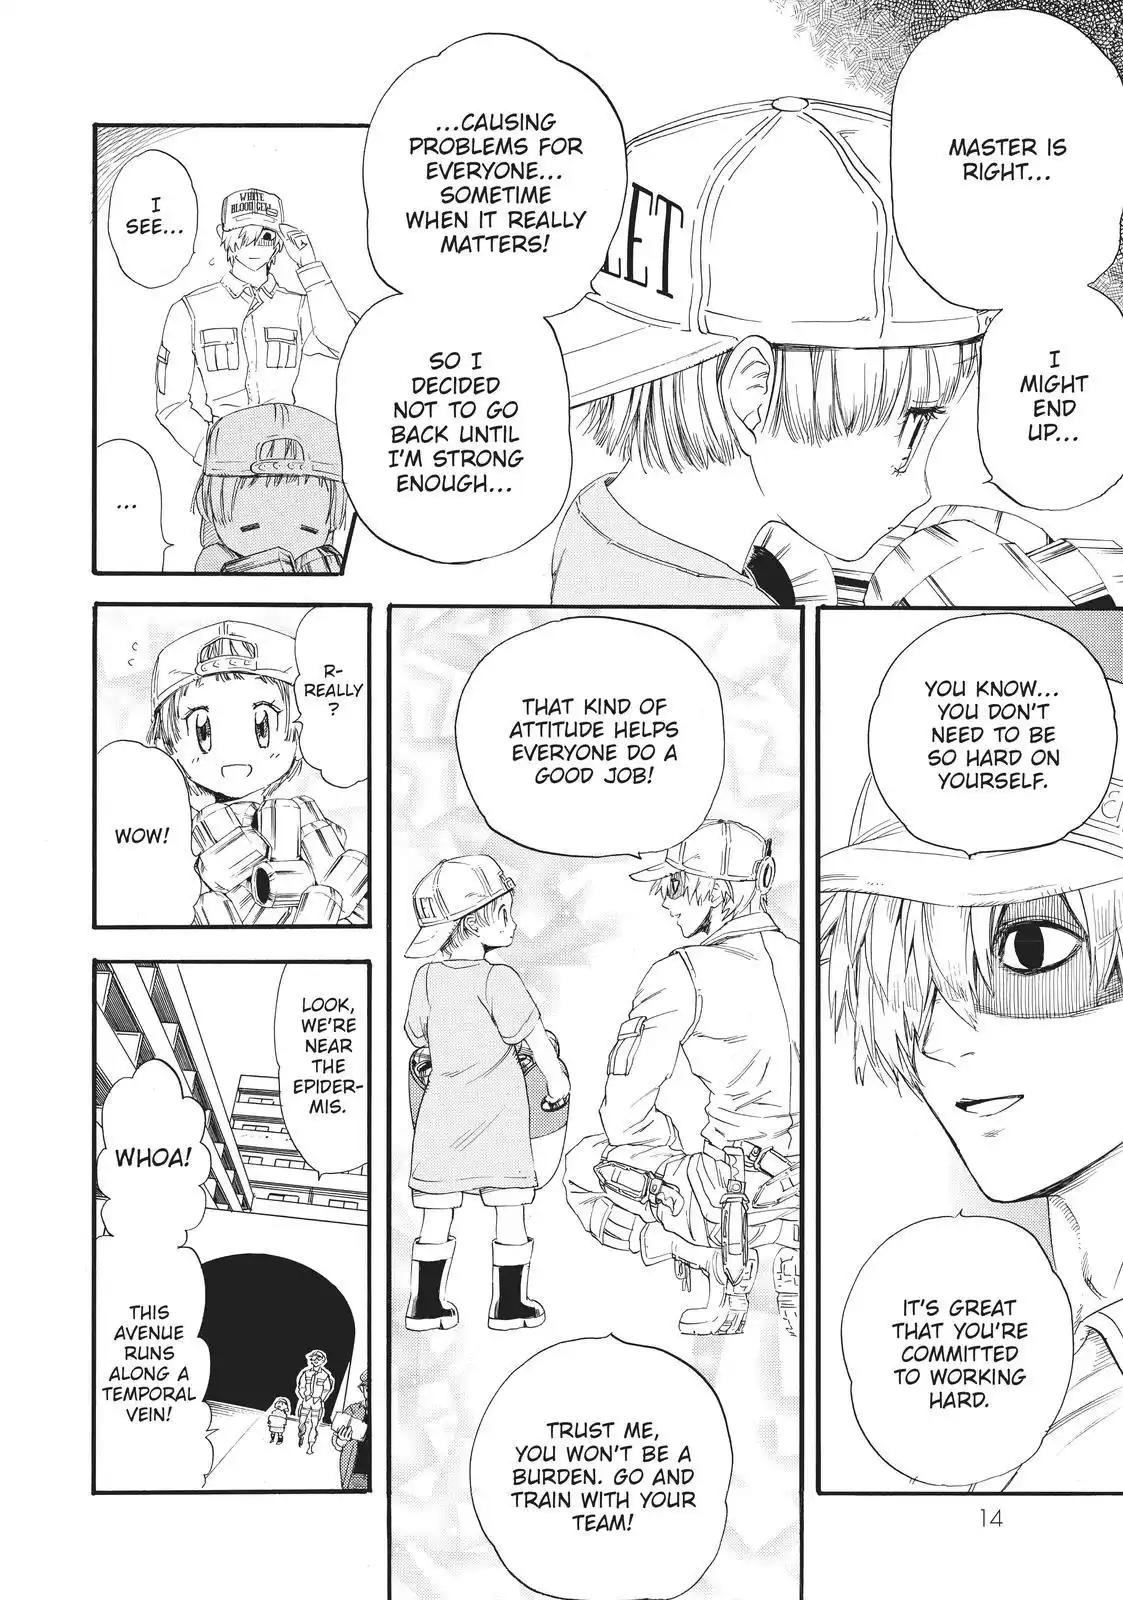 MASTER IS
RIGHT...
I
MIGHT
END
UP...
LET
...CAUSING
PROBLEMS FOR
EVERYONE...
SOMETIME
WHEN IT REALLY
MATTERS!
SO I
DECIDED
NOT TO GO
BACK UNTIL
I'M STRONG
ENOUGH...
I
SEE...
WHITE
BLOOD CELL
...
YOU KNOW...
YOU DON'T
NEED TO BE
SO HARD ON
YOURSELF.
IT'S GREAT
THAT YOU'RE
COMMITTED
TO WORKING
HARD.
THAT KIND OF
ATTITUDE HELPS
EVERYONE DO A
GOOD JOB!
TRUST ME,
YOU WON'T BE A
BURDEN. GO AND
TRAIN WITH YOUR
TEAM!
R-
REALLY
?
WOW!
LOOK,
WE'RE
NEAR
THE
EPIDER-
MIS.
WHOA!
THIS
AVENUE
RUNS
ALONG A
TEMPORAL
VEIN!
14